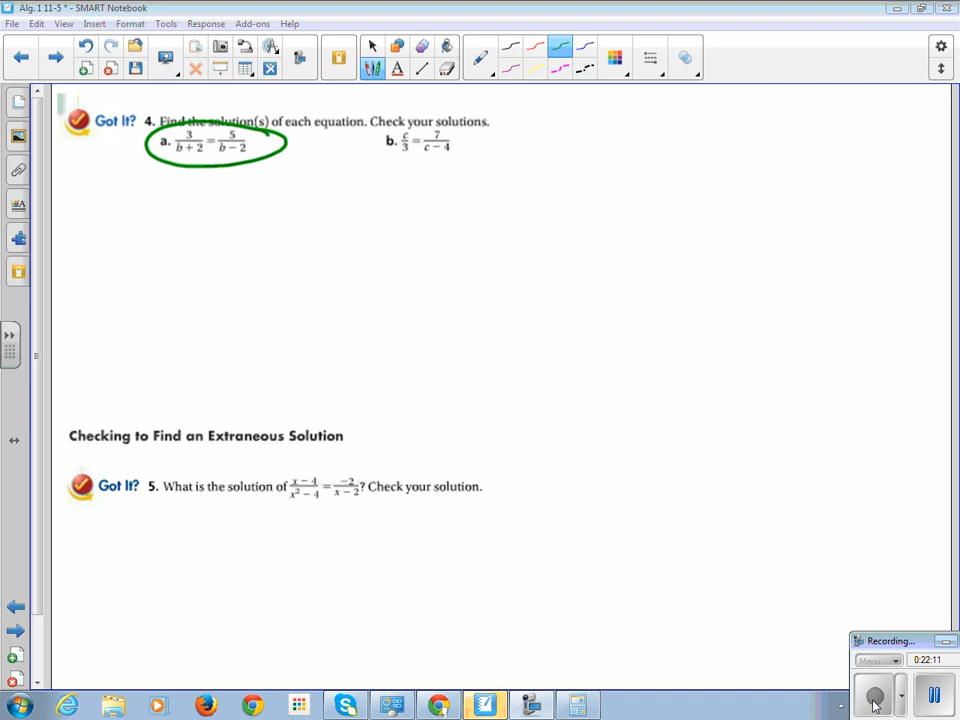 Alg. 1 11-5 * - SMART Notebook
File Edit View Insert Format Tools Response Add-ons Help
Got It? 4. Find the solution(s) of each equation. Check your solutions.
a. 3/(b + 2) = 5/(b − 2) b. c/3 = 7/(c − 4)
Checking to Find an Extraneous Solution
Got It? 5. What is the solution of (x − 4)/(x² − 4) = −2/(x − 2)? Check your solution.
Recording...
Menu
0:22:11